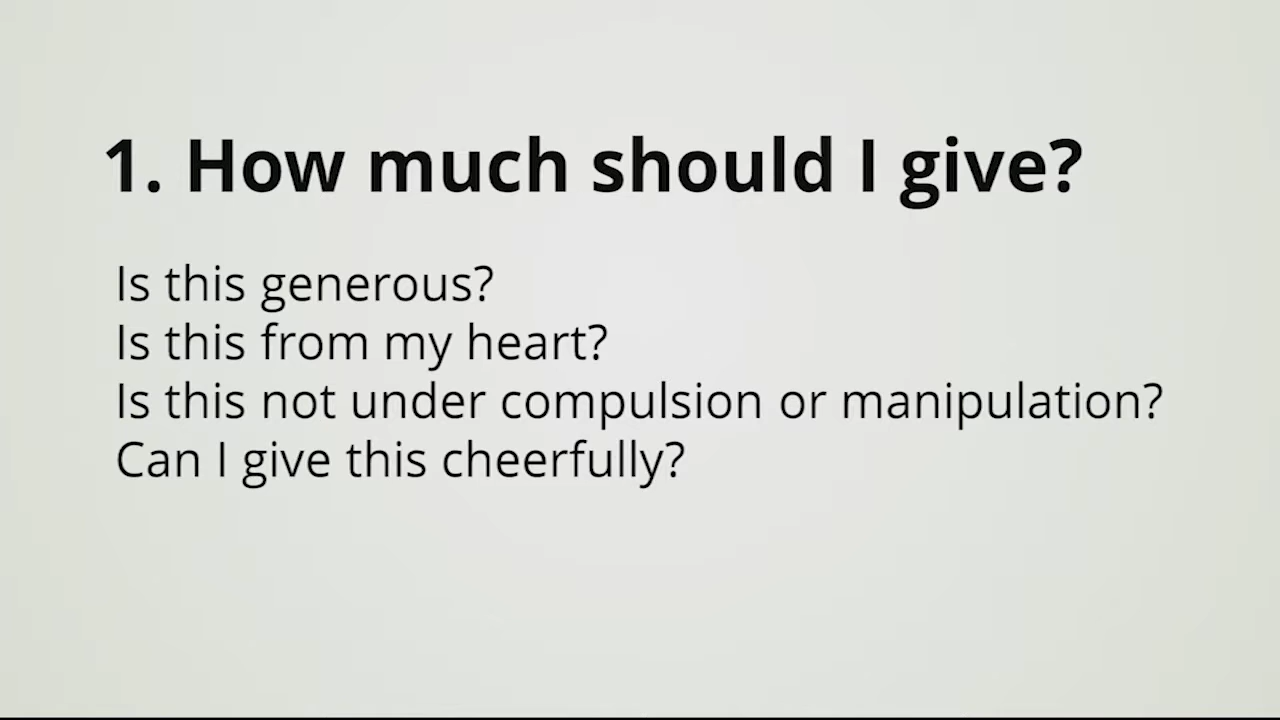 1. How much should I give?
Is this generous?
Is this from my heart?
Is this not under compulsion or manipulation?
Can I give this cheerfully?